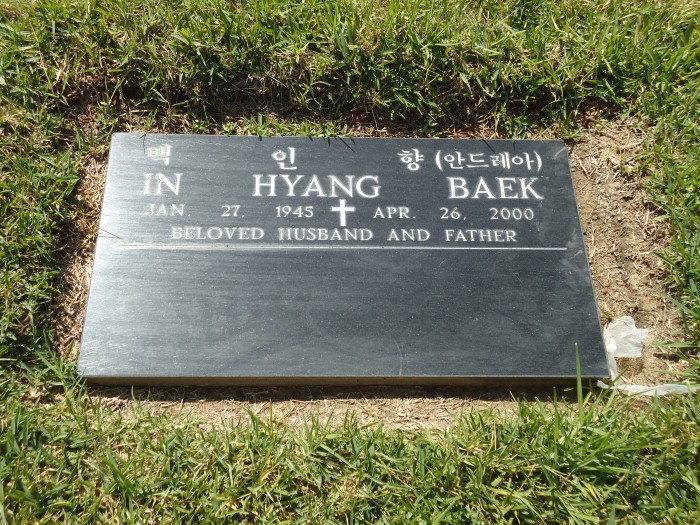 백 인 향 (안드레아)
IN HYANG BAEK
JAN. 27, 1945 ✝ APR. 26, 2000
BELOVED HUSBAND AND FATHER